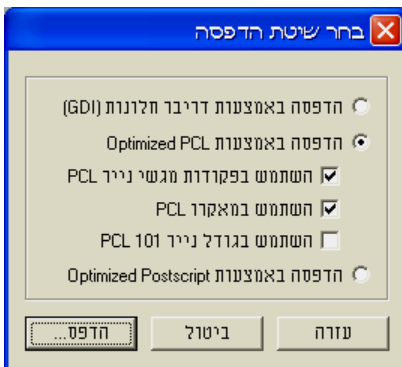 בחר שיטת הדפסה
הדפסה באמצעות דרייבר חלונות (GDI)
הדפסה באמצעות Optimized PCL
השתמש בפקודות מגשי נייר PCL
השתמש במאקרו PCL
השתמש בגודל נייר PCL 101
הדפסה באמצעות Optimized Postscript
עזרה
ביטול
הדפס...